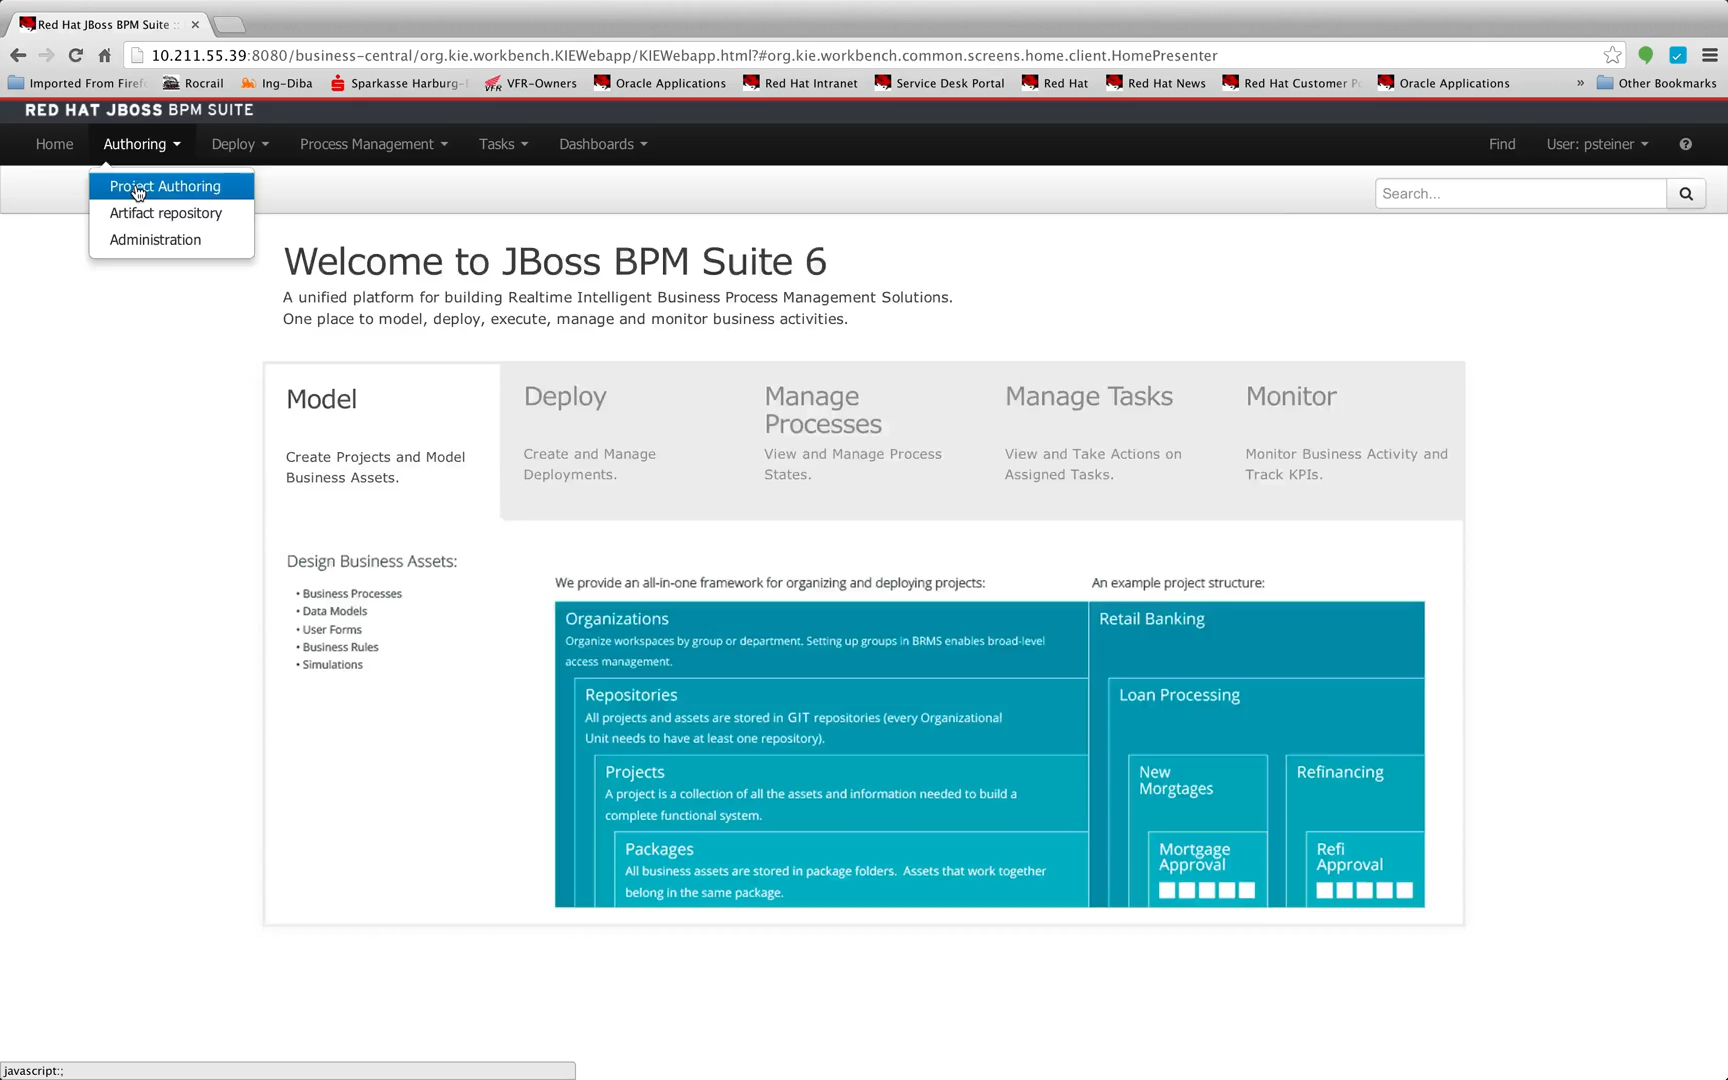 Red Hat JBoss BPM Suite ::
10.211.55.39:8080/business-central/org.kie.workbench.KIEWebapp/KIEWebapp.html?#org.kie.workbench.common.screens.home.client.HomePresenter
Imported From Firef Rocrail Ing-Diba Sparkasse Harburg- VFR-Owners Oracle Applications Red Hat Intranet Service Desk Portal Red Hat Red Hat News Red Hat Customer Po Oracle Applications » Other Bookmarks
RED HAT JBOSS BPM SUITE
Home Authoring Deploy Process Management Tasks Dashboards Find User: psteiner
Project Authoring
Search...
Artifact repository
Administration
Welcome to JBoss BPM Suite 6
A unified platform for building Realtime Intelligent Business Process Management Solutions.
One place to model, deploy, execute, manage and monitor business activities.
Model
Create Projects and Model
Business Assets.
Deploy
Create and Manage
Deployments.
Manage
Processes
View and Manage Process
States.
Manage Tasks
View and Take Actions on
Assigned Tasks.
Monitor
Monitor Business Activity and
Track KPIs.
Design Business Assets:
• Business Processes
• Data Models
• User Forms
• Business Rules
• Simulations
We provide an all-in-one framework for organizing and deploying projects:
Organizations
Organize workspaces by group or department. Setting up groups in BRMS enables broad-level
access management.
Repositories
All projects and assets are stored in GIT repositories (every Organizational
Unit needs to have at least one repository).
Projects
A project is a collection of all the assets and information needed to build a
complete functional system.
Packages
All business assets are stored in package folders. Assets that work together
belong in the same package.
An example project structure:
Retail Banking
Loan Processing
New
Morgtages
Mortgage
Approval
Refinancing
Refi
Approval
javascript:;